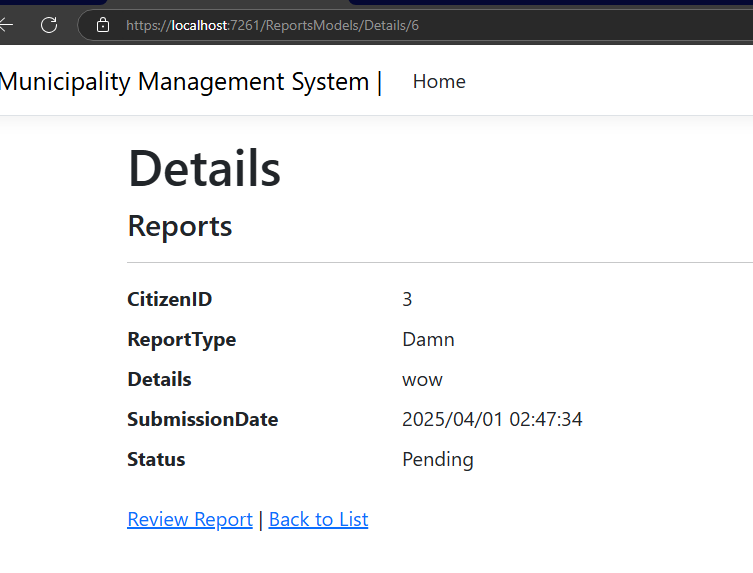 https://localhost:7261/ReportsModels/Details/6
Municipality Management System | Home
Details
Reports
CitizenID 3
ReportType Damn
Details wow
SubmissionDate 2025/04/01 02:47:34
Status Pending
Review Report | Back to List